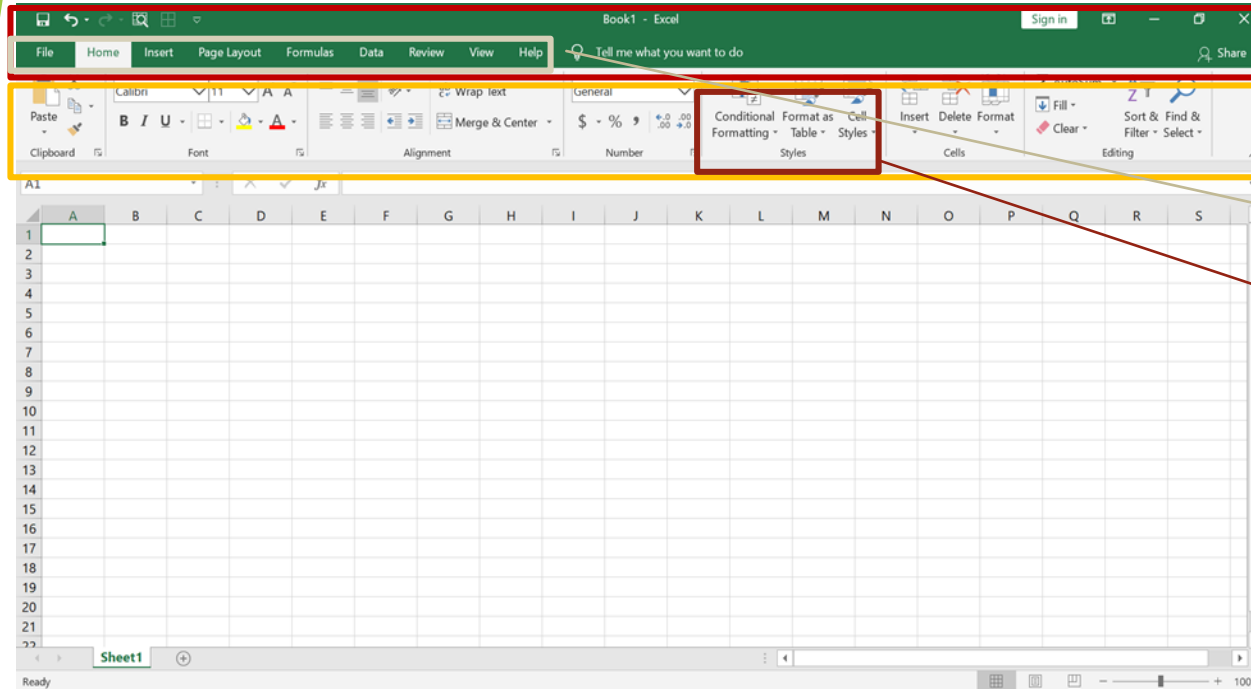 Book1 - Excel Sign in
File Home Insert Page Layout Formulas Data Review View Help Tell me what you want to do Share
Calibri 11 A A Wrap Text General
Paste B I U A Merge & Center $ % Conditional Formatting Format as Table Cell Styles Insert Delete Format Fill Clear Sort & Filter Find & Select
Clipboard Font Alignment Number Styles Cells Editing
A1 fx
A B C D E F G H I J K L M N O P Q R S
1
2
3
4
5
6
7
8
9
10
11
12
13
14
15
16
17
18
19
20
21
22
Sheet1
Ready 100